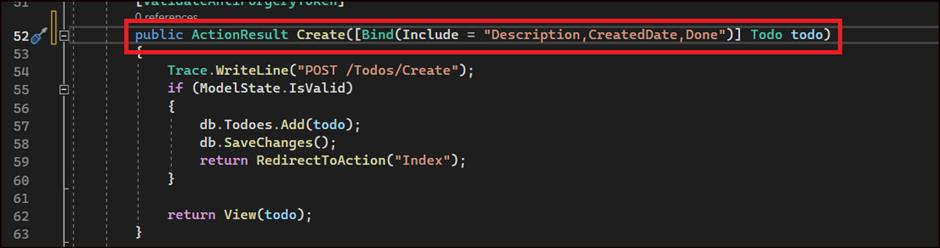 51 [ValidateAntiForgeryToken]
0 references
52 public ActionResult Create([Bind(Include = "Description,CreatedDate,Done")] Todo todo)
53 {
54 Trace.WriteLine("POST /Todos/Create");
55 if (ModelState.IsValid)
56 {
57 db.Todoes.Add(todo);
58 db.SaveChanges();
59 return RedirectToAction("Index");
60 }
61
62 return View(todo);
63 }